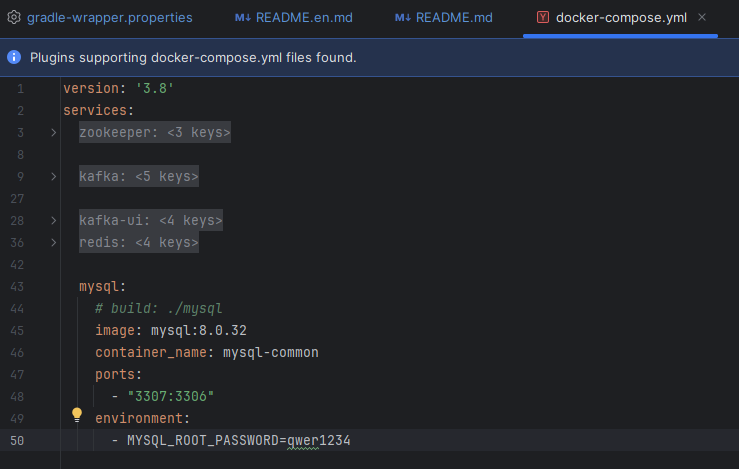 gradle-wrapper.properties README.en.md README.md docker-compose.yml
Plugins supporting docker-compose.yml files found.
1 version: '3.8'
2 services:
3 zookeeper: <3 keys>
8
9 kafka: <5 keys>
27
28 kafka-ui: <4 keys>
36 redis: <4 keys>
42
43 mysql:
44 # build: ./mysql
45 image: mysql:8.0.32
46 container_name: mysql-common
47 ports:
48 - "3307:3306"
49 environment:
50 - MYSQL_ROOT_PASSWORD=qwer1234